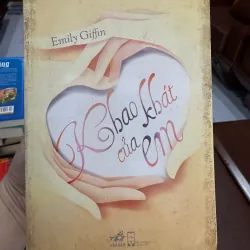 Emily Giffin
Khao khát
của
em